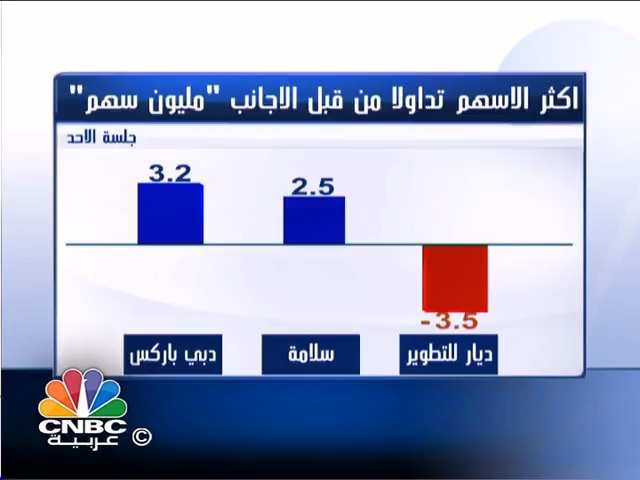 اكثر الاسهم تداولا من قبل الاجانب "مليون سهم"
جلسة الاحد
3.2
2.5
-3.5
ديار للتطوير
سلامة
دبي باركس
CNBC
عربية ©